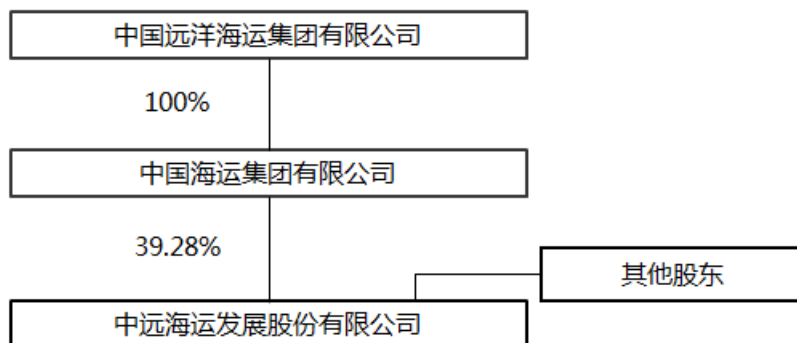 中国远洋海运集团有限公司
100%
中国海运集团有限公司
39.28%
其他股东
中远海运发展股份有限公司